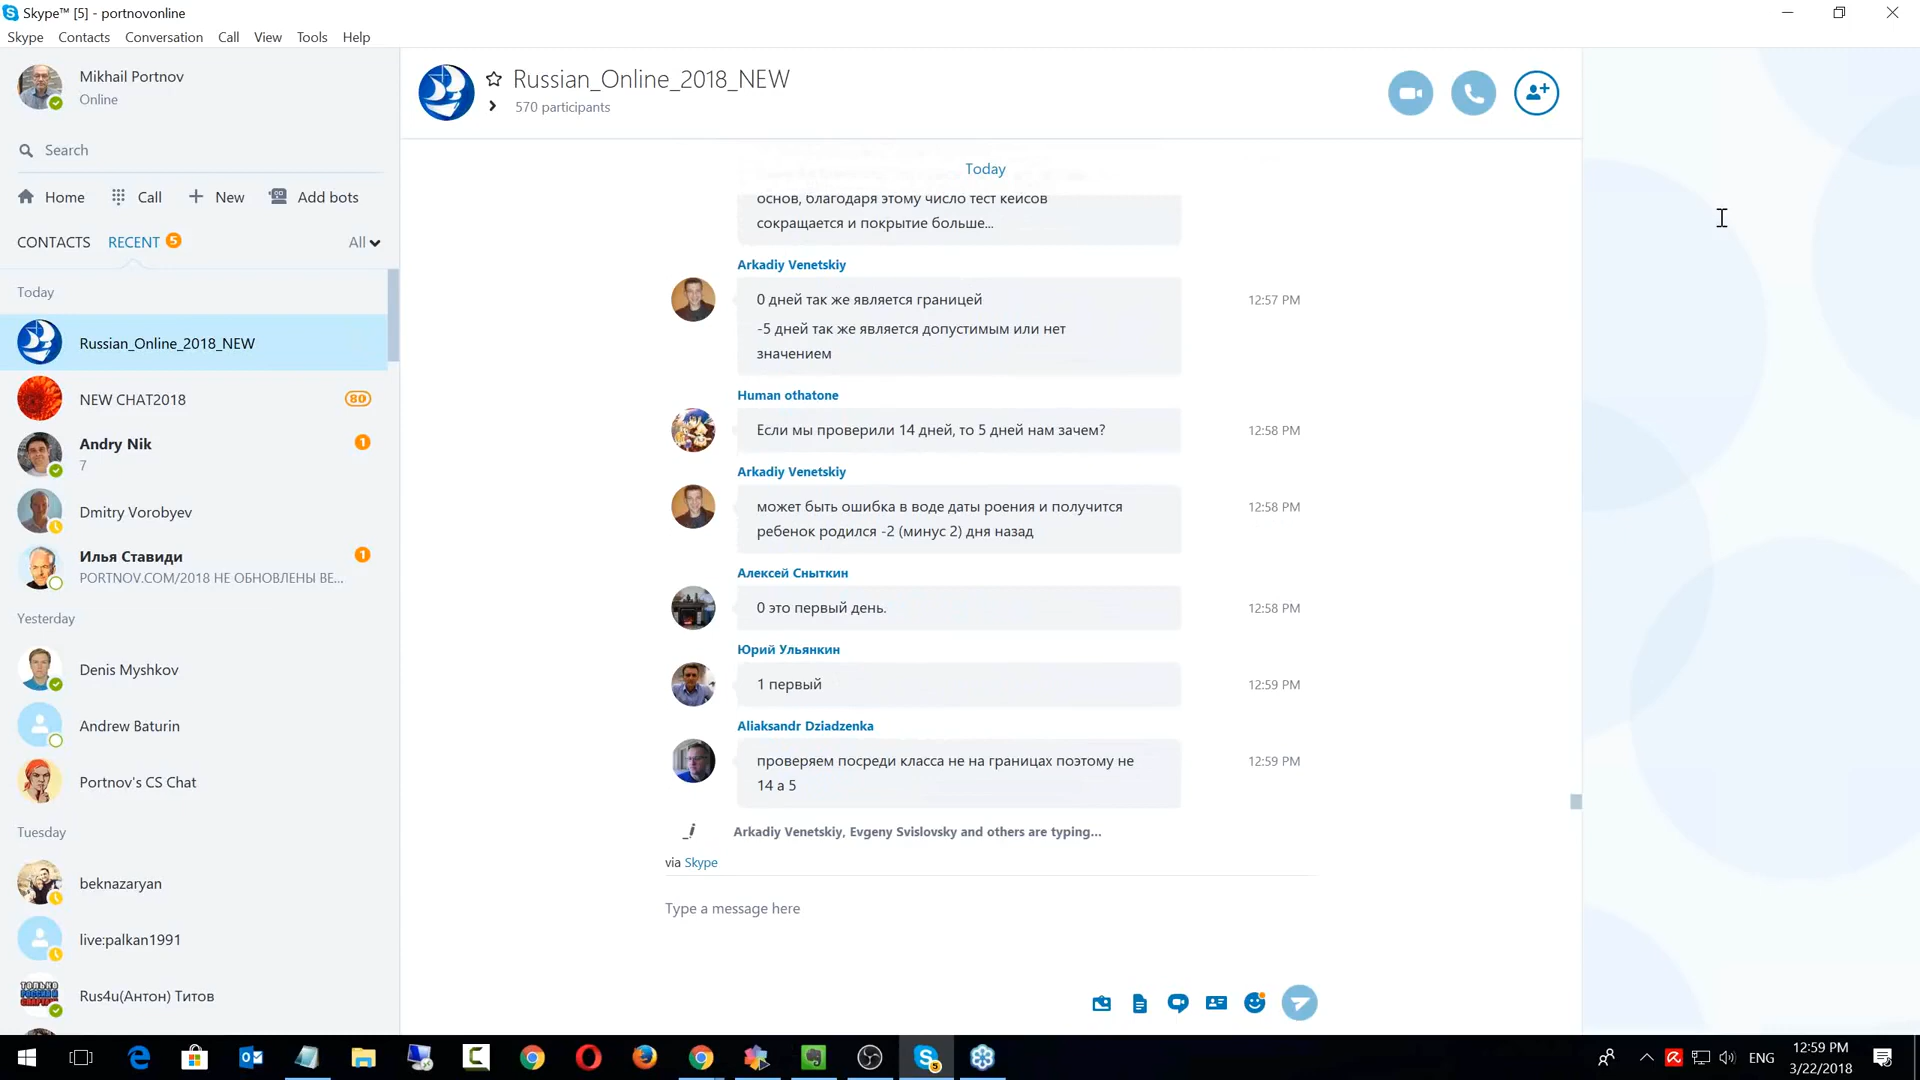 Skype™ [5] - portnovonline
Skype Contacts Conversation Call View Tools Help
Mikhail Portnov
Online
Search
Home Call New Add bots
CONTACTS RECENT 5 All
Today
Russian_Online_2018_NEW
NEW CHAT2018 80
Andry Nik 1
7
Dmitry Vorobyev
Илья Ставиди 1
PORTNOV.COM/2018 НЕ ОБНОВЛЕНЫ ВЕ...
Yesterday
Denis Myshkov
Andrew Baturin
Portnov's CS Chat
Tuesday
beknazaryan
live:palkan1991
Rus4u(Антон) Титов
Russian_Online_2018_NEW
570 participants
Today
основ, благодаря этому число тест кейсов
сокращается и покрытие больше...
Arkadiy Venetskiy
0 дней так же является границей 12:57 PM
-5 дней так же является допустимым или нет
значением
Human othatone
Если мы проверили 14 дней, то 5 дней нам зачем? 12:58 PM
Arkadiy Venetskiy
может быть ошибка в воде даты роения и получится 12:58 PM
ребенок родился -2 (минус 2) дня назад
Алексей Сныткин
0 это первый день. 12:58 PM
Юрий Ульянкин
1 первый 12:59 PM
Aliaksandr Dziadzenka
проверяем посреди класса не на границах поэтому не 12:59 PM
14 а 5
Arkadiy Venetskiy, Evgeny Svislovsky and others are typing...
via Skype
Type a message here
ENG
12:59 PM
3/22/2018